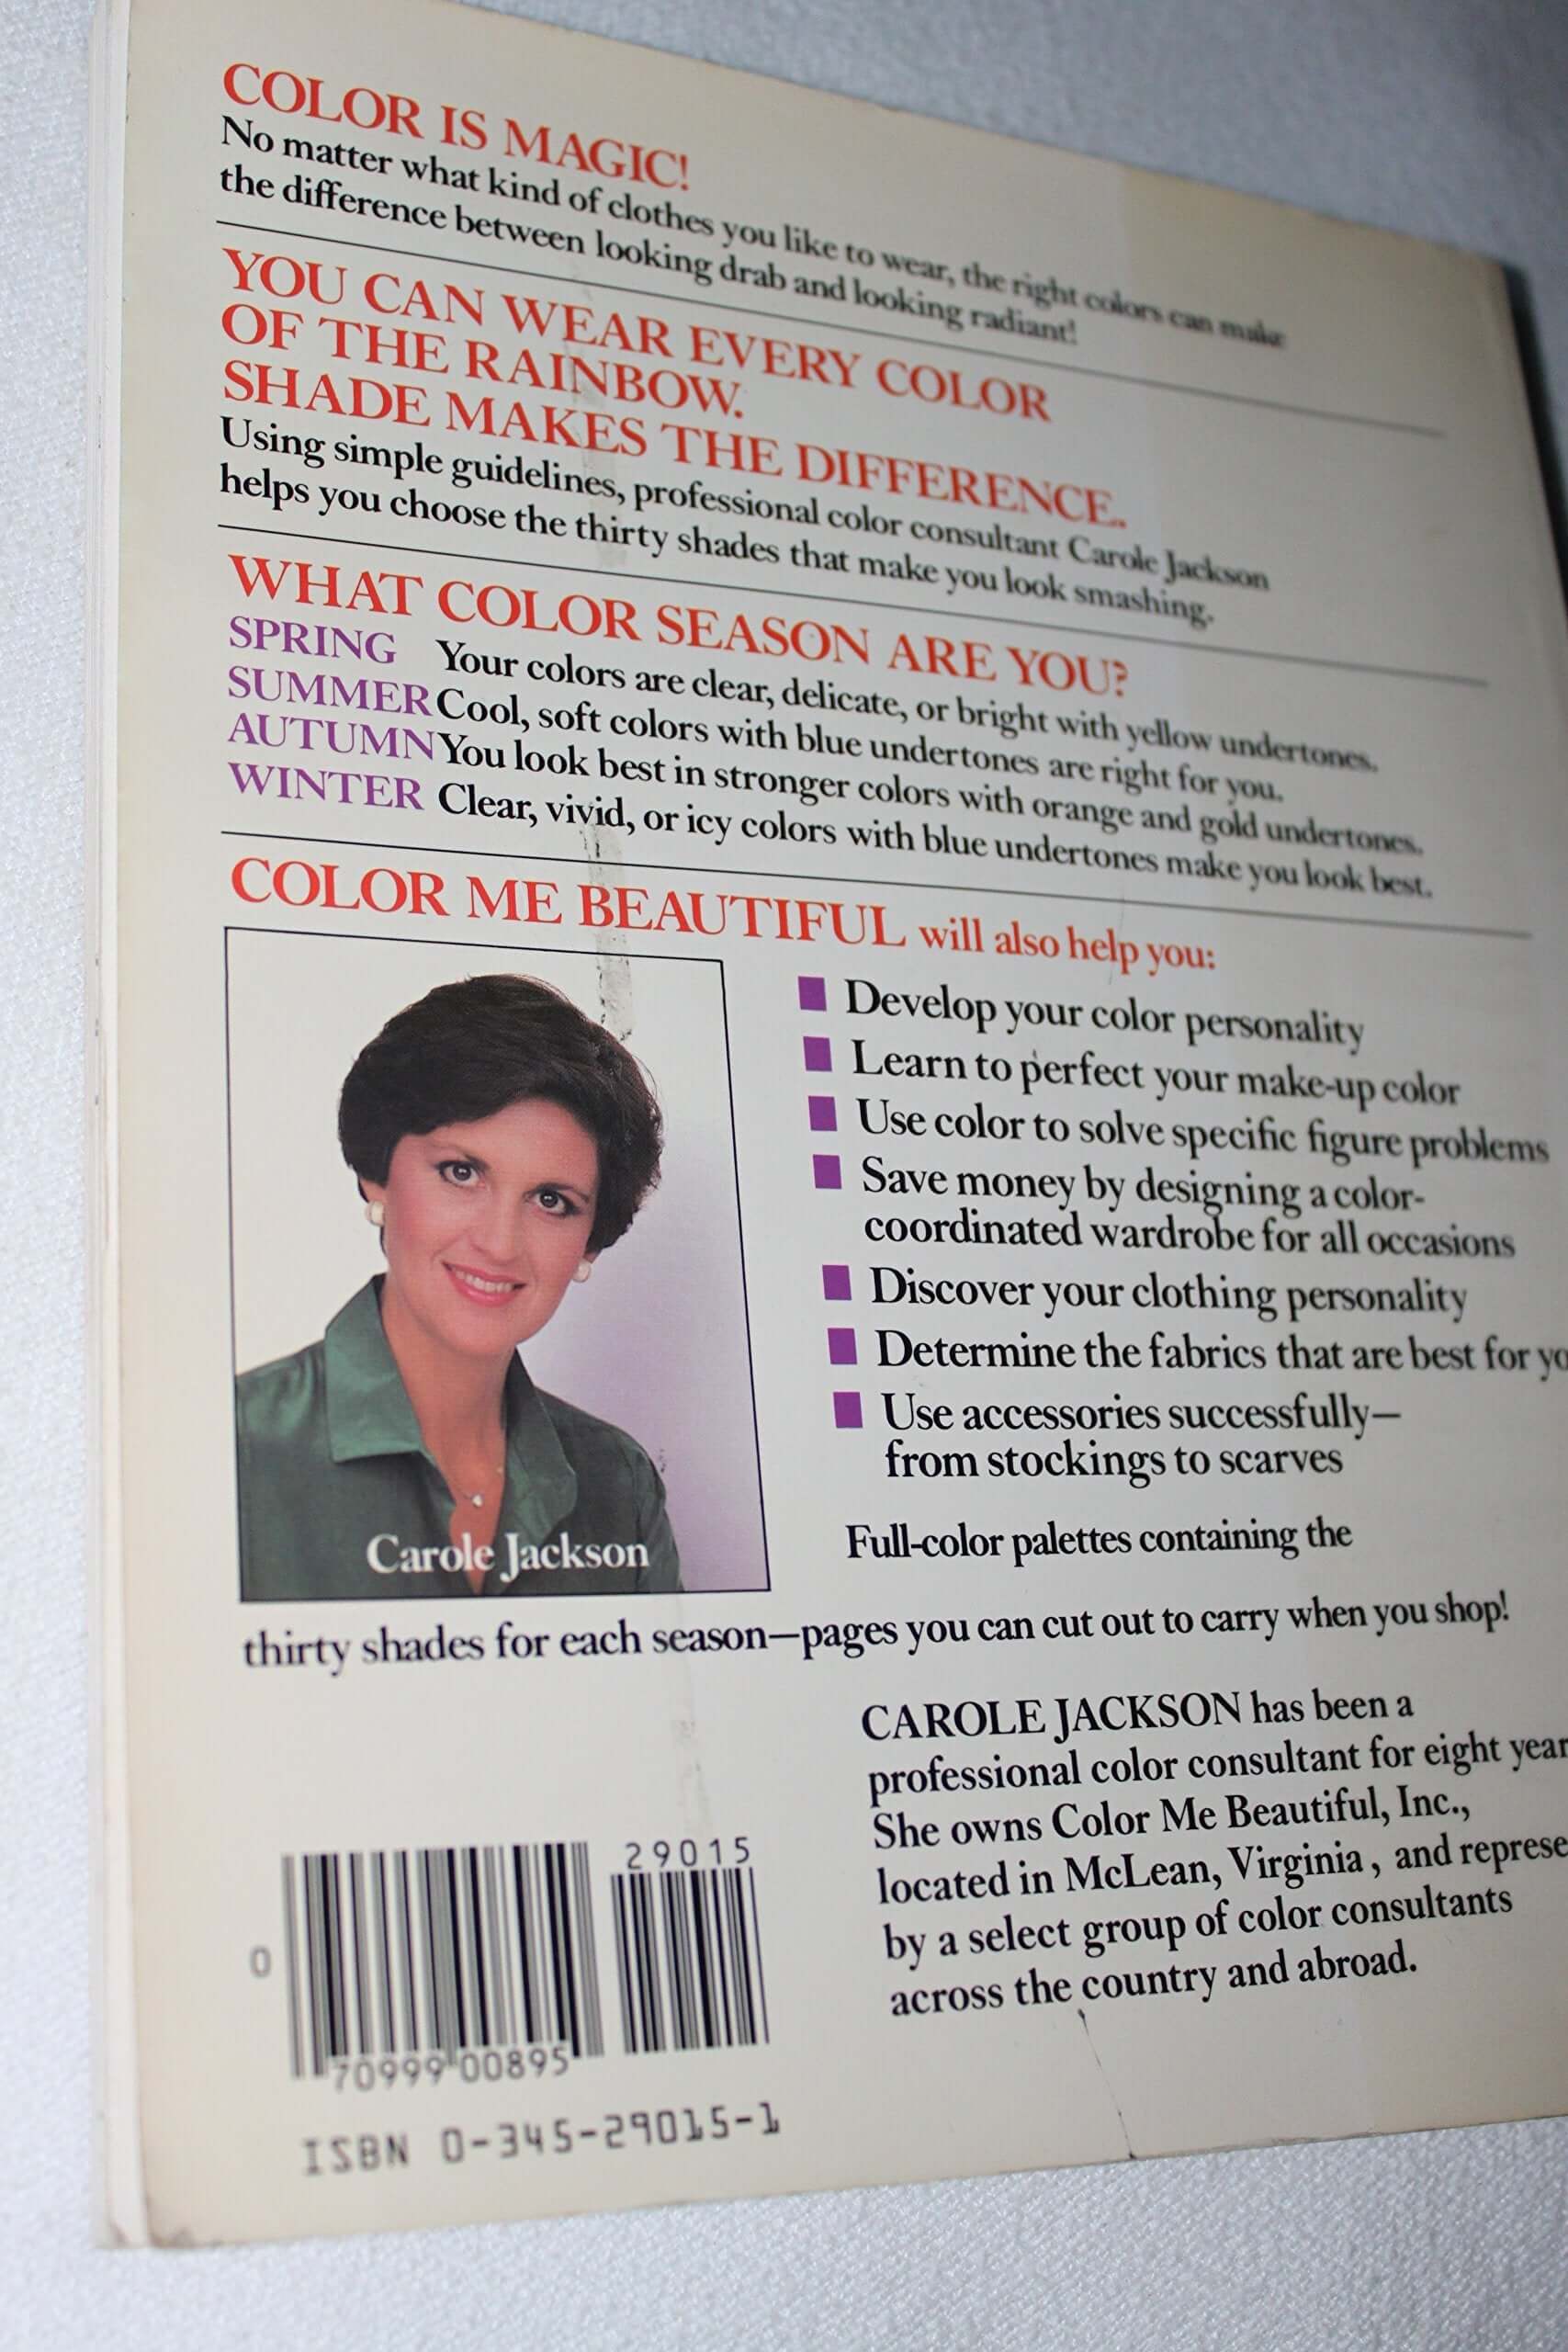 COLOR IS MAGIC!
No matter what kind of clothes you like to wear, the right colors can make
the difference between looking drab and looking radiant!
YOU CAN WEAR EVERY COLOR
OF THE RAINBOW.
SHADE MAKES THE DIFFERENCE.
Using simple guidelines, professional color consultant Carole Jackson
helps you choose the thirty shades that make you look smashing.
WHAT COLOR SEASON ARE YOU?
SPRING Your colors are clear, delicate, or bright with yellow undertones.
SUMMER Cool, soft colors with blue undertones are right for you.
AUTUMN You look best in stronger colors with orange and gold undertones.
WINTER Clear, vivid, or icy colors with blue undertones make you look best.
COLOR ME BEAUTIFUL will also help you:
Develop your color personality
Learn to perfect your make-up color
Use color to solve specific figure problems
Save money by designing a color-
coordinated wardrobe for all occasions
Discover your clothing personality
Determine the fabrics that are best for yo
Use accessories successfully—
from stockings to scarves
Carole Jackson
Full-color palettes containing the
thirty shades for each season—pages you can cut out to carry when you shop!
CAROLE JACKSON has been a
professional color consultant for eight year
She owns Color Me Beautiful, Inc.,
located in McLean, Virginia, and represe
by a select group of color consultants
across the country and abroad.
29015
0
70999 00895
ISBN 0-345-29015-1